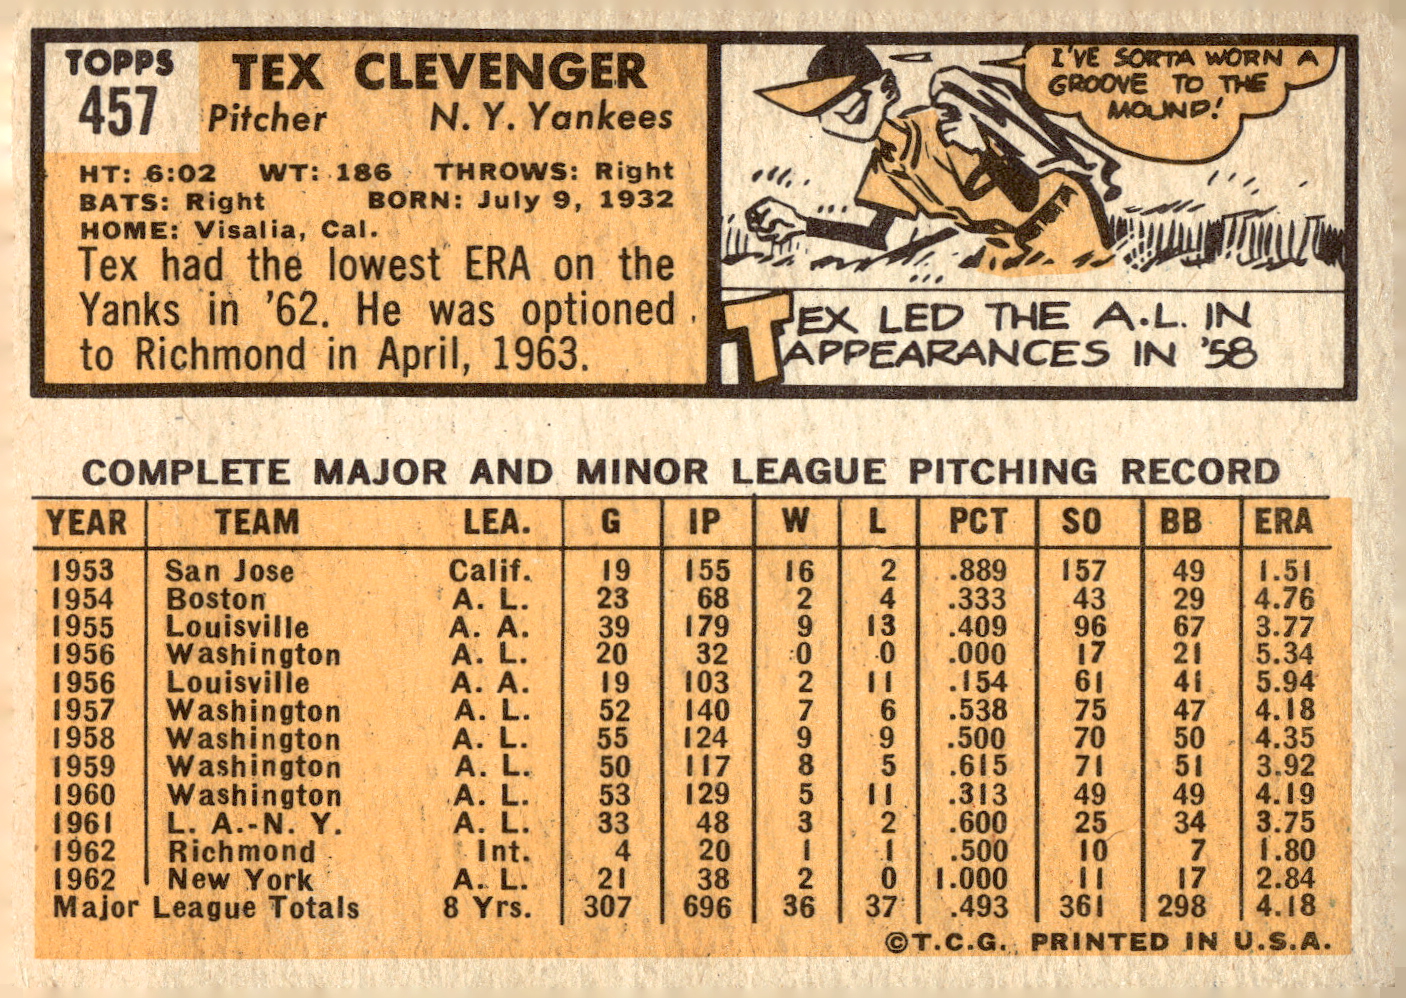 TOPPS
457
TEX CLEVENGER
Pitcher N. Y. Yankees
HT: 6:02 WT: 186 THROWS: Right
BATS: Right BORN: July 9, 1932
HOME: Visalia, Cal.
Tex had the lowest ERA on the
Yanks in '62. He was optioned
to Richmond in April, 1963.
I'VE SORTA WORN A
GROOVE TO THE
MOUND!
TEX LED THE A.L. IN
APPEARANCES IN '58
COMPLETE MAJOR AND MINOR LEAGUE PITCHING RECORD
YEAR TEAM LEA. G IP W L PCT SO BB ERA
1953 San Jose Calif. 19 155 16 2 .889 157 49 1.51
1954 Boston A. L. 23 68 2 4 .333 43 29 4.76
1955 Louisville A. A. 39 179 9 13 .409 96 67 3.77
1956 Washington A. L. 20 32 0 0 .000 17 21 5.34
1956 Louisville A. A. 19 103 2 11 .154 61 41 5.94
1957 Washington A. L. 52 140 7 6 .538 75 47 4.18
1958 Washington A. L. 55 124 9 9 .500 70 50 4.35
1959 Washington A. L. 50 117 8 5 .615 71 51 3.92
1960 Washington A. L. 53 129 5 11 .313 49 49 4.19
1961 L. A.-N. Y. A. L. 33 48 3 2 .600 25 34 3.75
1962 Richmond Int. 4 20 1 1 .500 10 7 1.80
1962 New York A. L. 21 38 2 0 1.000 11 17 2.84
Major League Totals 8 Yrs. 307 696 36 37 .493 361 298 4.18
©T.C.G. PRINTED IN U.S.A.